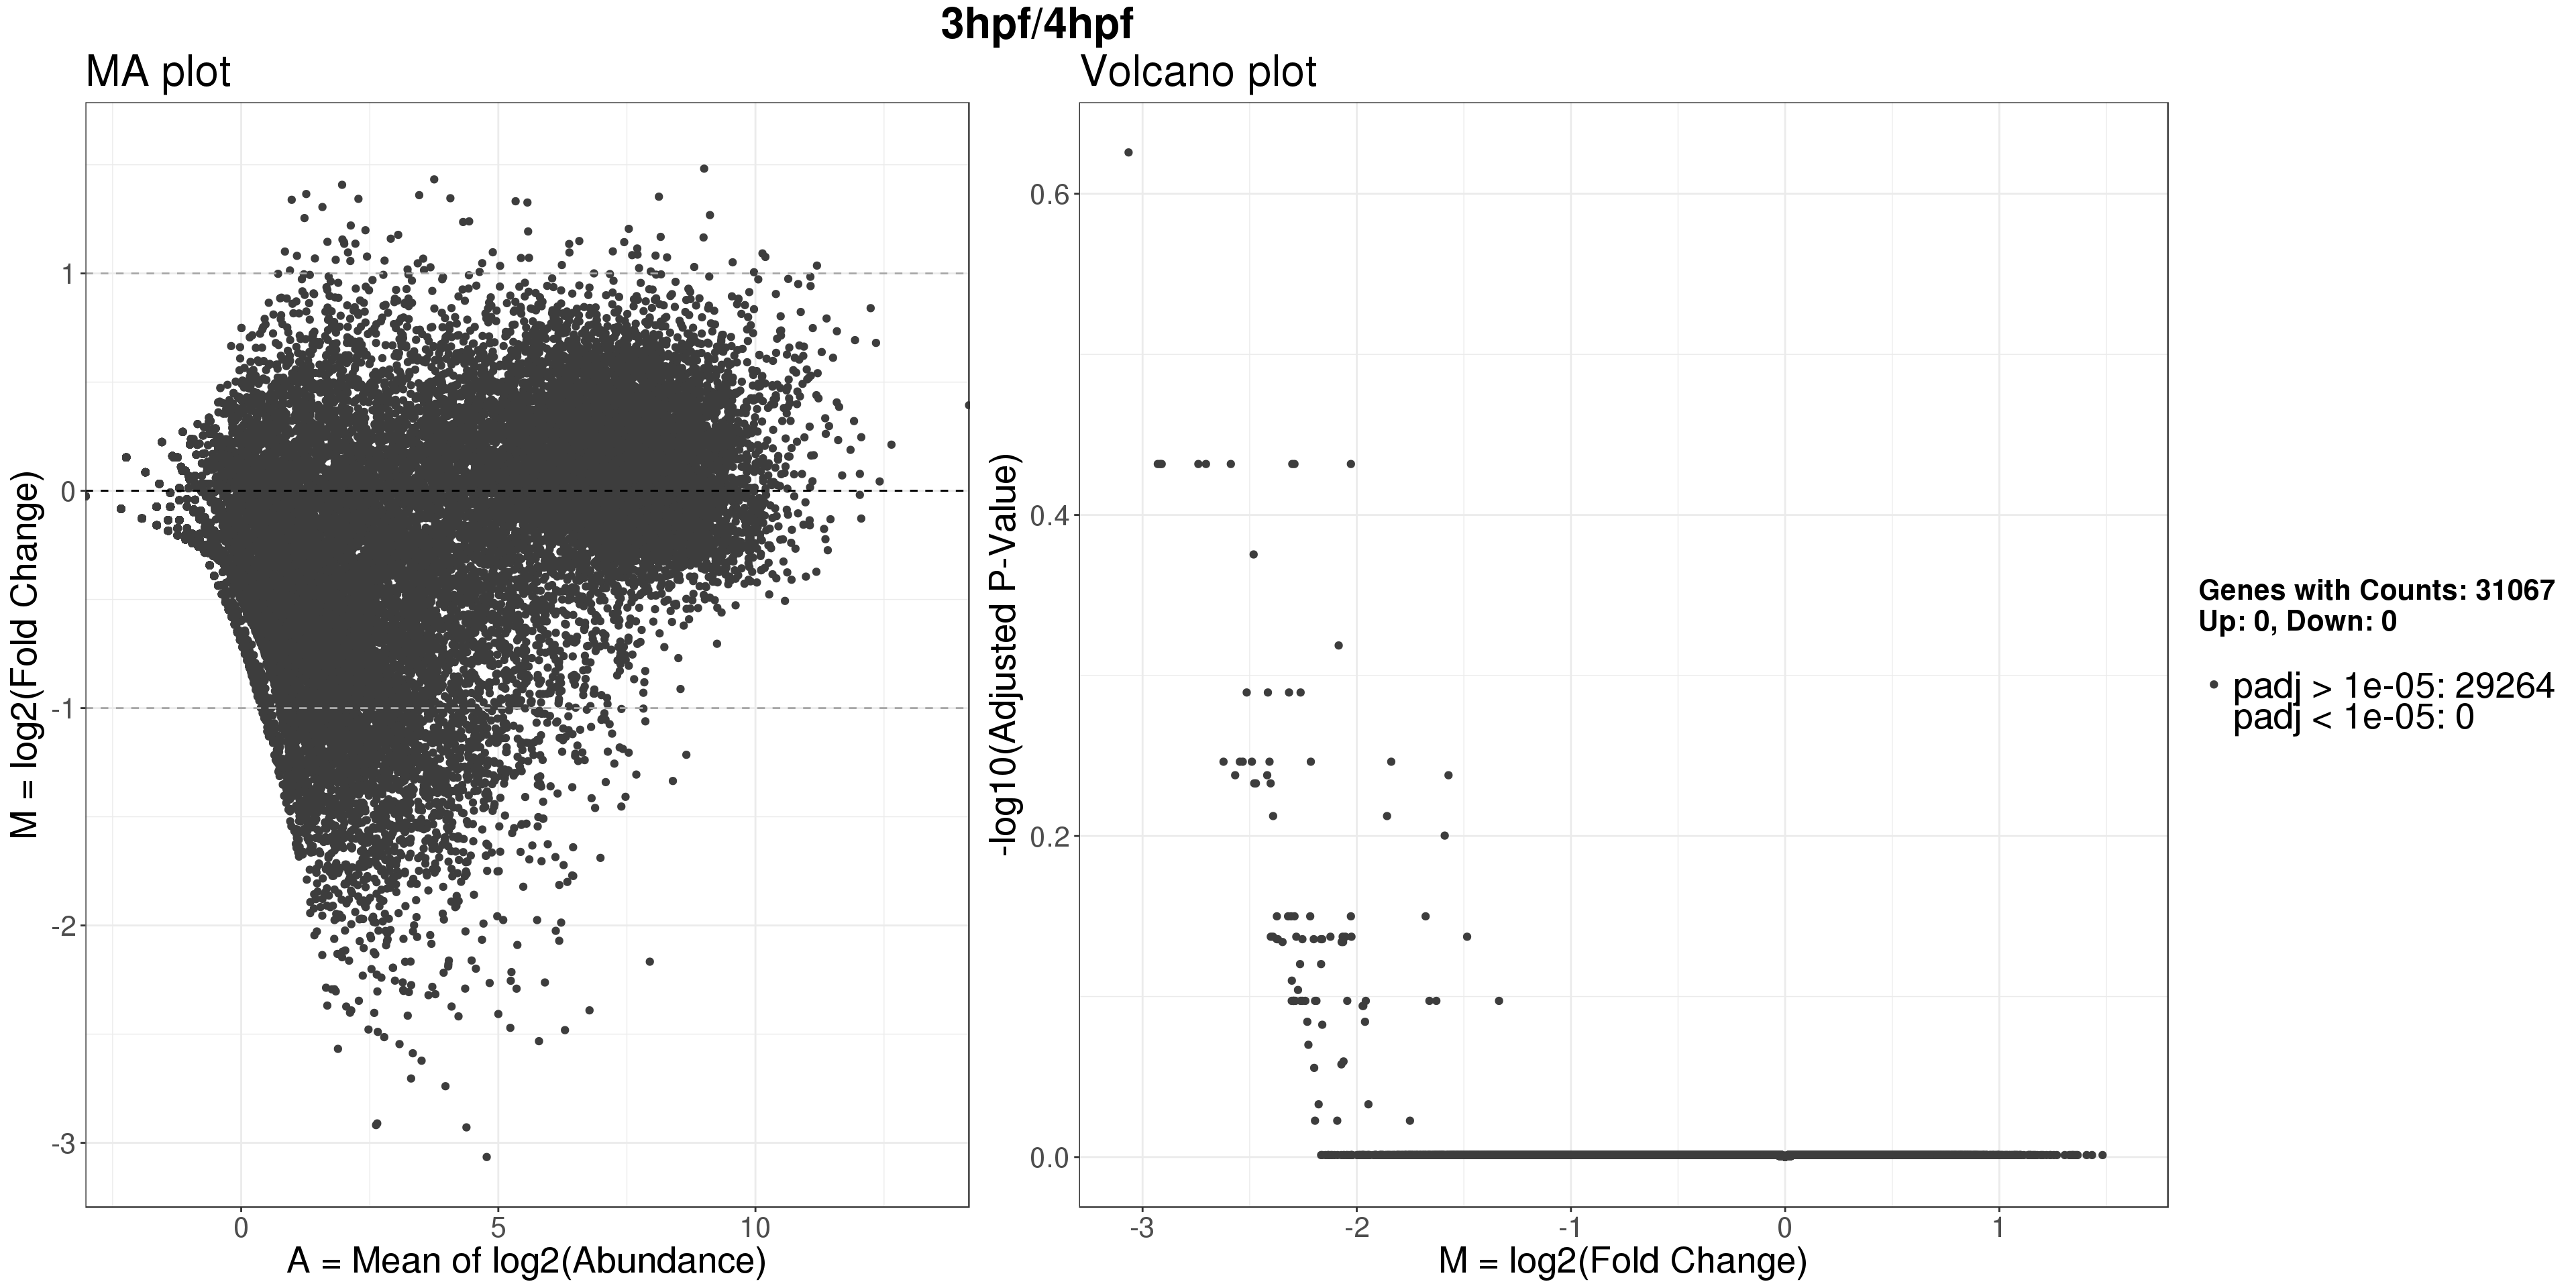 3hpf/4hpf
MA plot
M = log2(Fold Change)
1
0
-1
-2
-3
0 5 10
A = Mean of log2(Abundance)
Volcano plot
-log10(Adjusted P-Value)
0.6
0.4
0.2
0.0
-3 -2 -1 0 1
M = log2(Fold Change)
Genes with Counts: 31067
Up: 0, Down: 0
padj > 1e-05: 29264
padj < 1e-05: 0